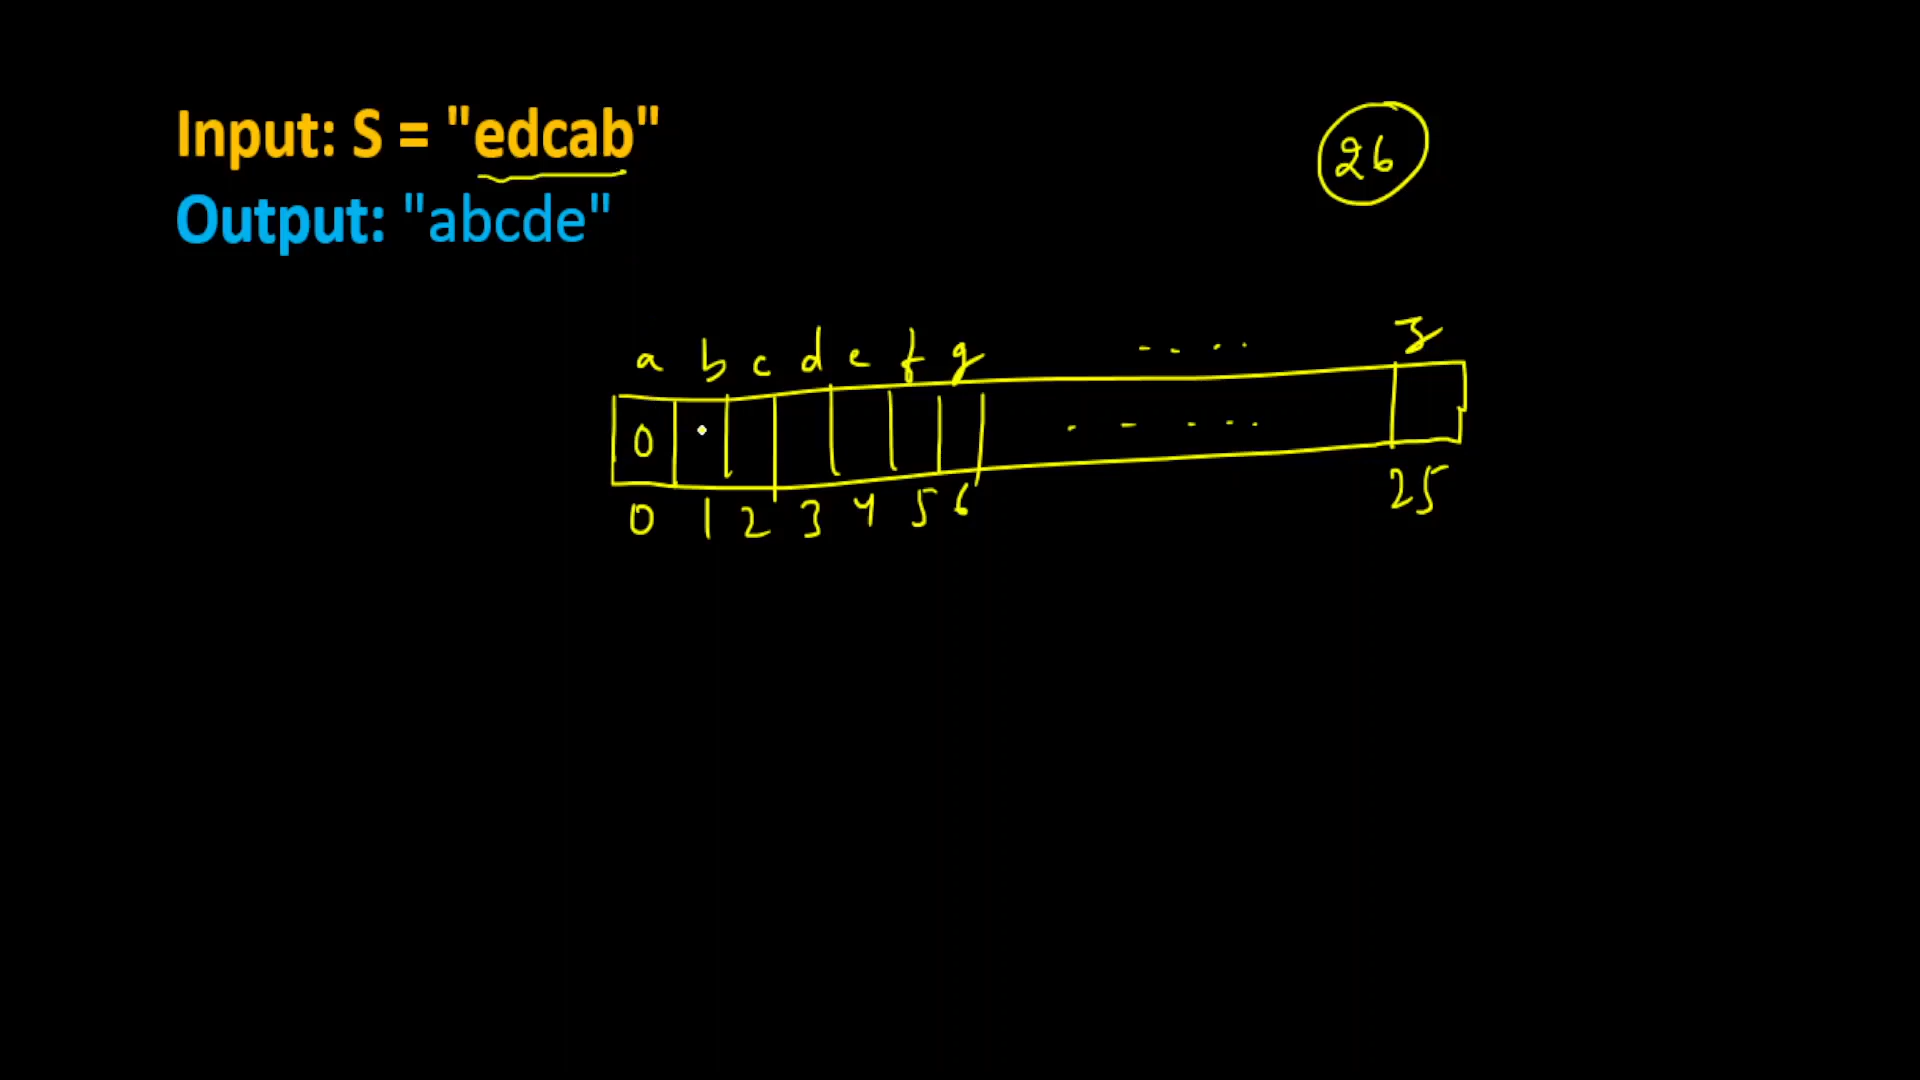 Input: S = "edcab"
26
Output: "abcde"
a b c d e f g - - . . z
0 . - - . .
0 1 2 3 4 5 6 25